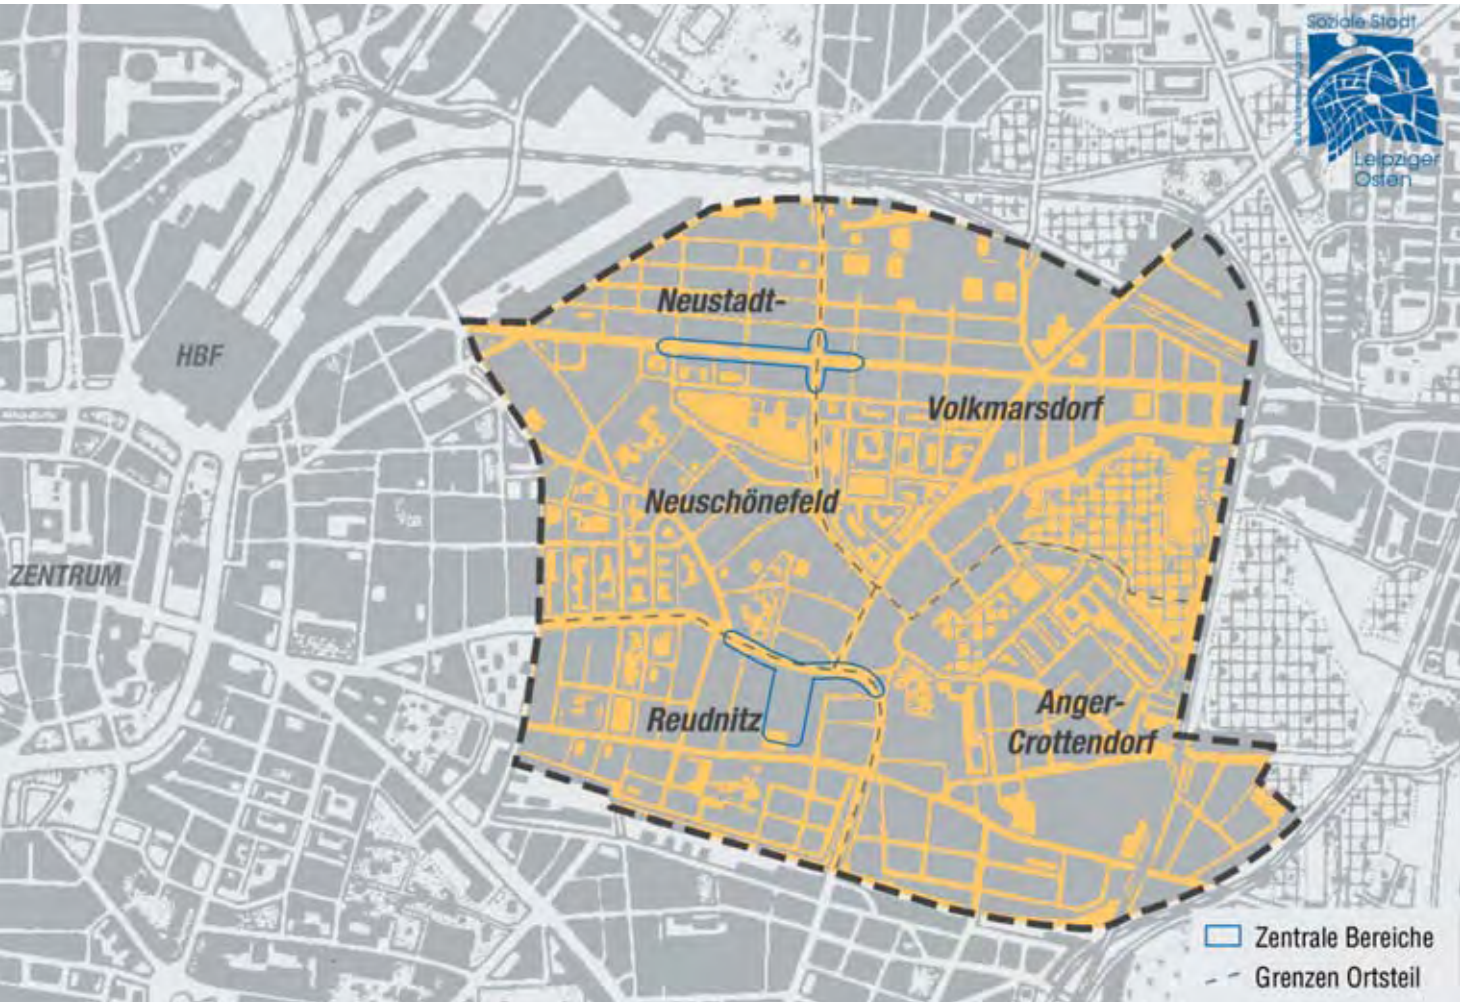 Soziale Stadt
Leipziger
Osten
Neustadt-
HBF
Volkmarsdorf
Neuschönefeld
ZENTRUM
Reudnitz
Anger-
Crottendorf
Zentrale Bereiche
Grenzen Ortsteil